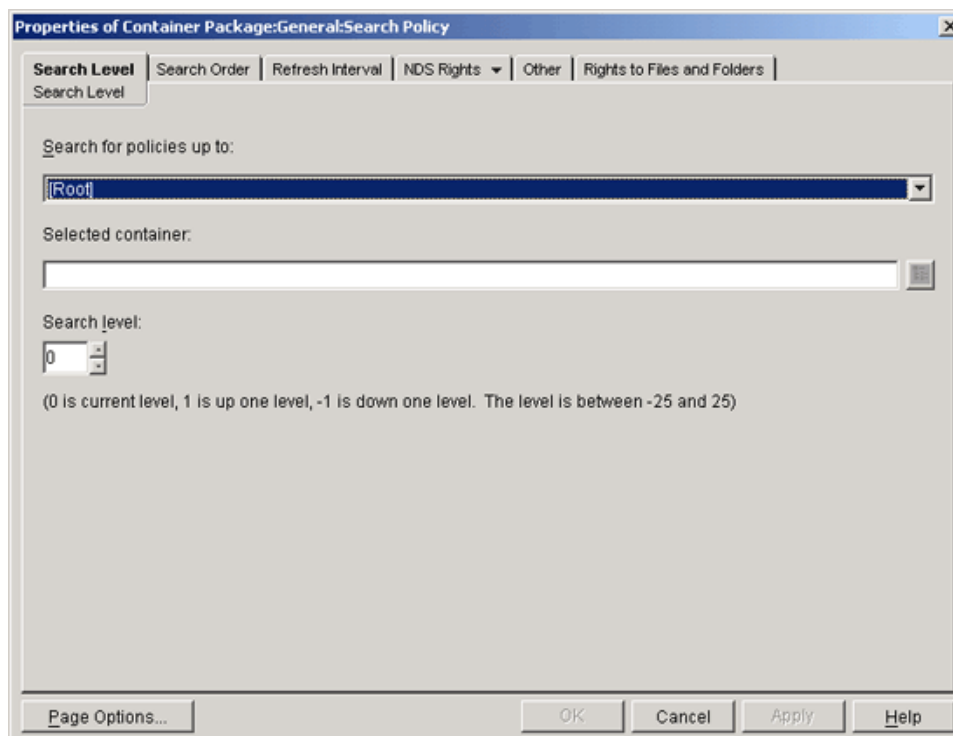 Properties of Container Package:General:Search Policy
Search Level Search Order Refresh Interval NDS Rights Other Rights to Files and Folders
Search Level
Search for policies up to:
[Root]
Selected container:
Search level:
0
(0 is current level, 1 is up one level, -1 is down one level. The level is between -25 and 25)
Page Options... OK Cancel Apply Help